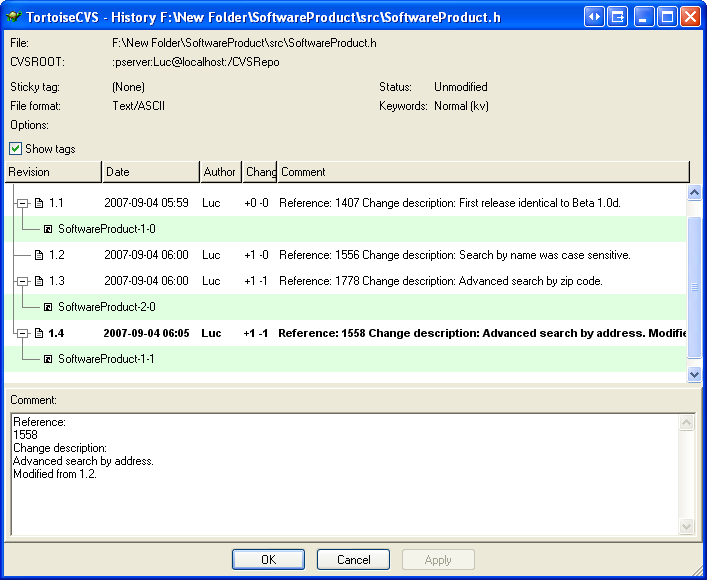 TortoiseCVS - History F:\New Folder\SoftwareProduct\src\SoftwareProduct.h
File: F:\New Folder\SoftwareProduct\src\SoftwareProduct.h
CVSROOT: :pserver:Luc@localhost:/CVSRepo
Sticky tag: (None) Status: Unmodified
File format: Text/ASCII Keywords: Normal (kv)
Options:
Show tags
Revision Date Author Chang Comment
1.1 2007-09-04 05:59 Luc +0 -0 Reference: 1407 Change description: First release identical to Beta 1.0d.
SoftwareProduct-1-0
1.2 2007-09-04 06:00 Luc +1 -0 Reference: 1556 Change description: Search by name was case sensitive.
1.3 2007-09-04 06:00 Luc +1 -1 Reference: 1778 Change description: Advanced search by zip code.
SoftwareProduct-2-0
1.4 2007-09-04 06:05 Luc +1 -1 Reference: 1558 Change description: Advanced search by address. Modifie
SoftwareProduct-1-1
Comment:
Reference:
1558
Change description:
Advanced search by address.
Modified from 1.2.
OK Cancel Apply